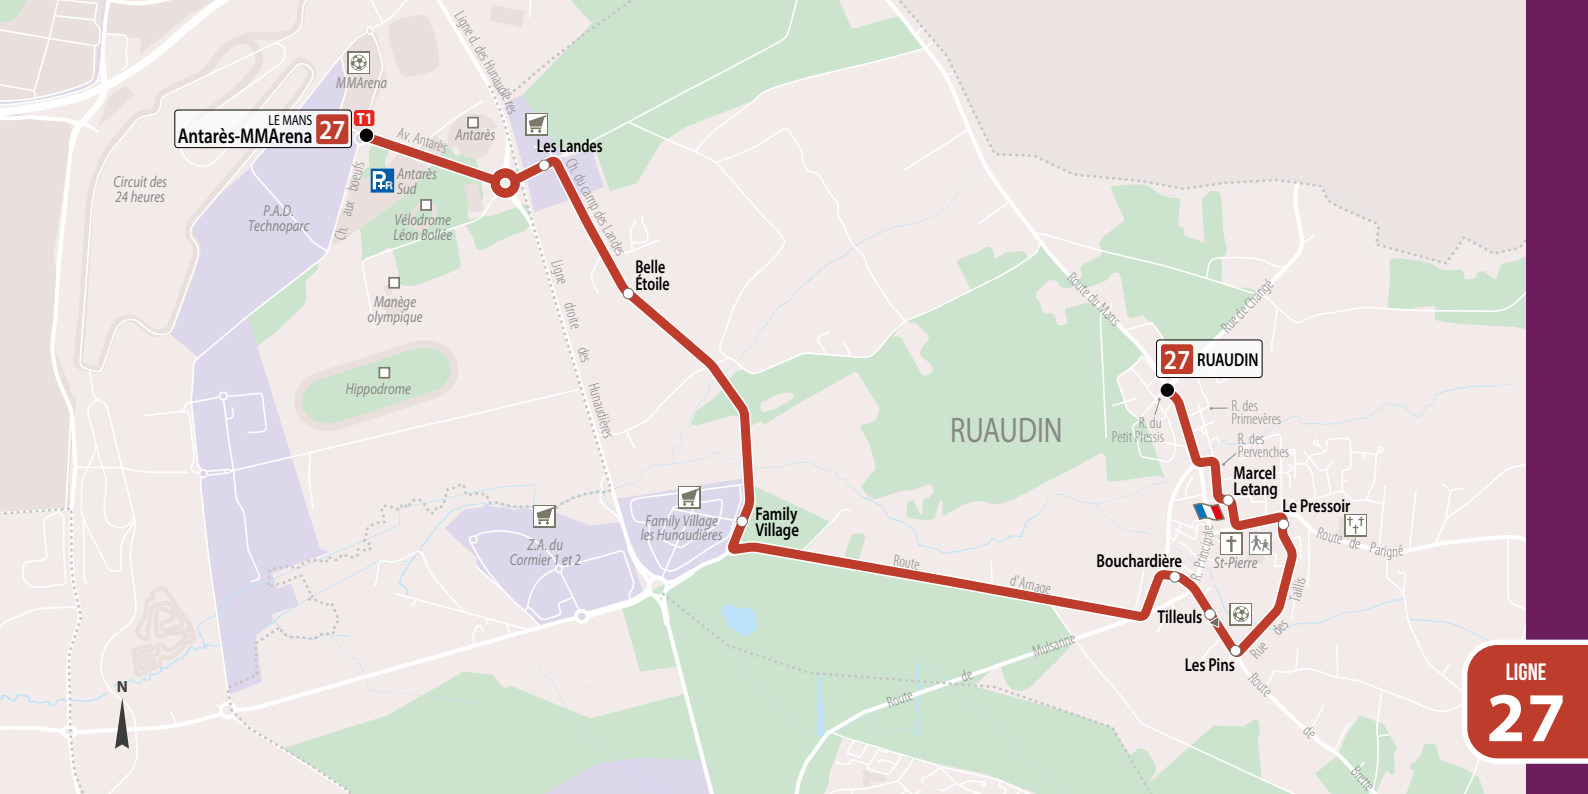 Ligne d. des Hunaudières
MMArena
LE MANS
Antarès-MMArena
27
T1
Av. Antarès
Antarès
Les Landes
Circuit des
24 heures
P+R
Antarès
Sud
Ch. aux boeufs
P.A.D.
Technoparc
Vélodrome
Léon Bollée
Ch. du camp des Landes
Belle
Étoile
Ligne droite des Hunaudières
Manège
olympique
Hippodrome
Route du Mans
Rue de Changé
27 RUAUDIN
RUAUDIN
R. du
Petit Plessis
R. des
Primevères
R. des
Pervenches
Marcel
Letang
Le Pressoir
Route de Parigné
Family Village
les Hunaudières
Family
Village
Z.A. du
Cormier 1 et 2
Route d'Arnage
Bouchardière
R. Principale
St-Pierre
Tilleuls
Rue des Taillis
Les Pins
Route de Mulsanne
Route de Brette
N
LIGNE
27